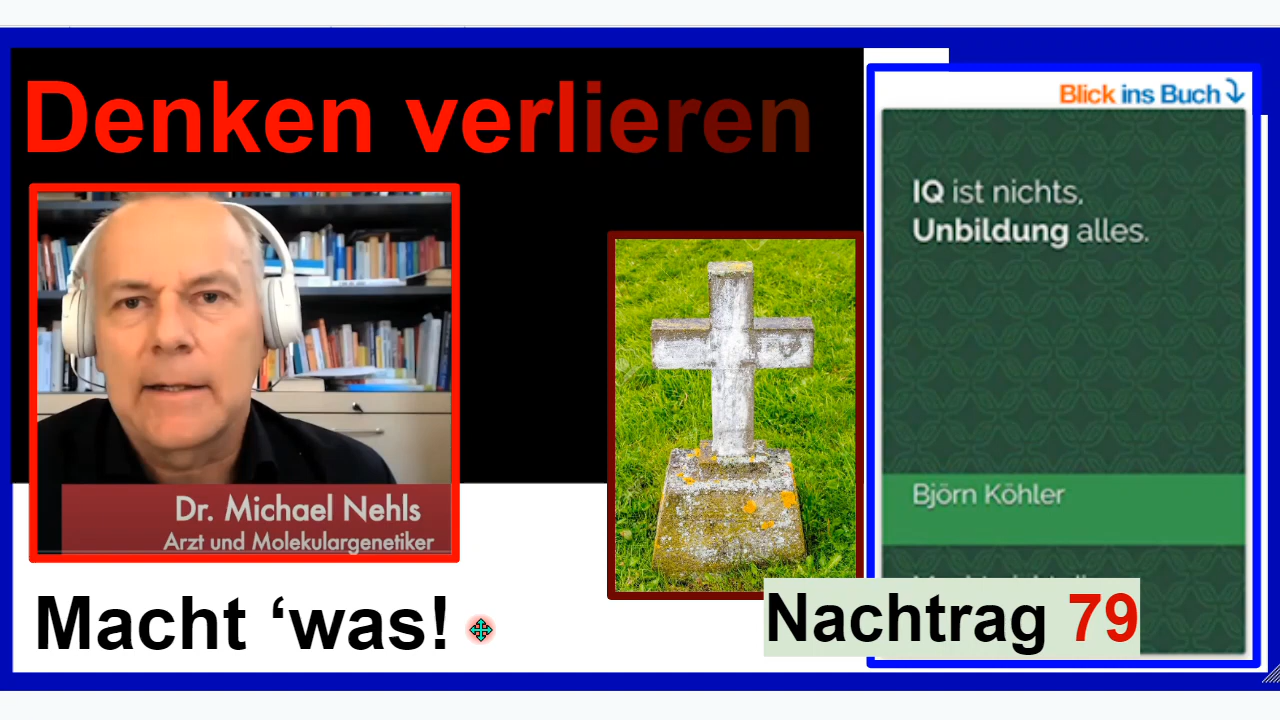 Denken verlieren
Dr. Michael Nehls
Arzt und Molekulargenetiker
Macht ‘was!
Blick ins Buch
IQ ist nichts,
Unbildung alles.
Björn Köhler
Nachtrag 79